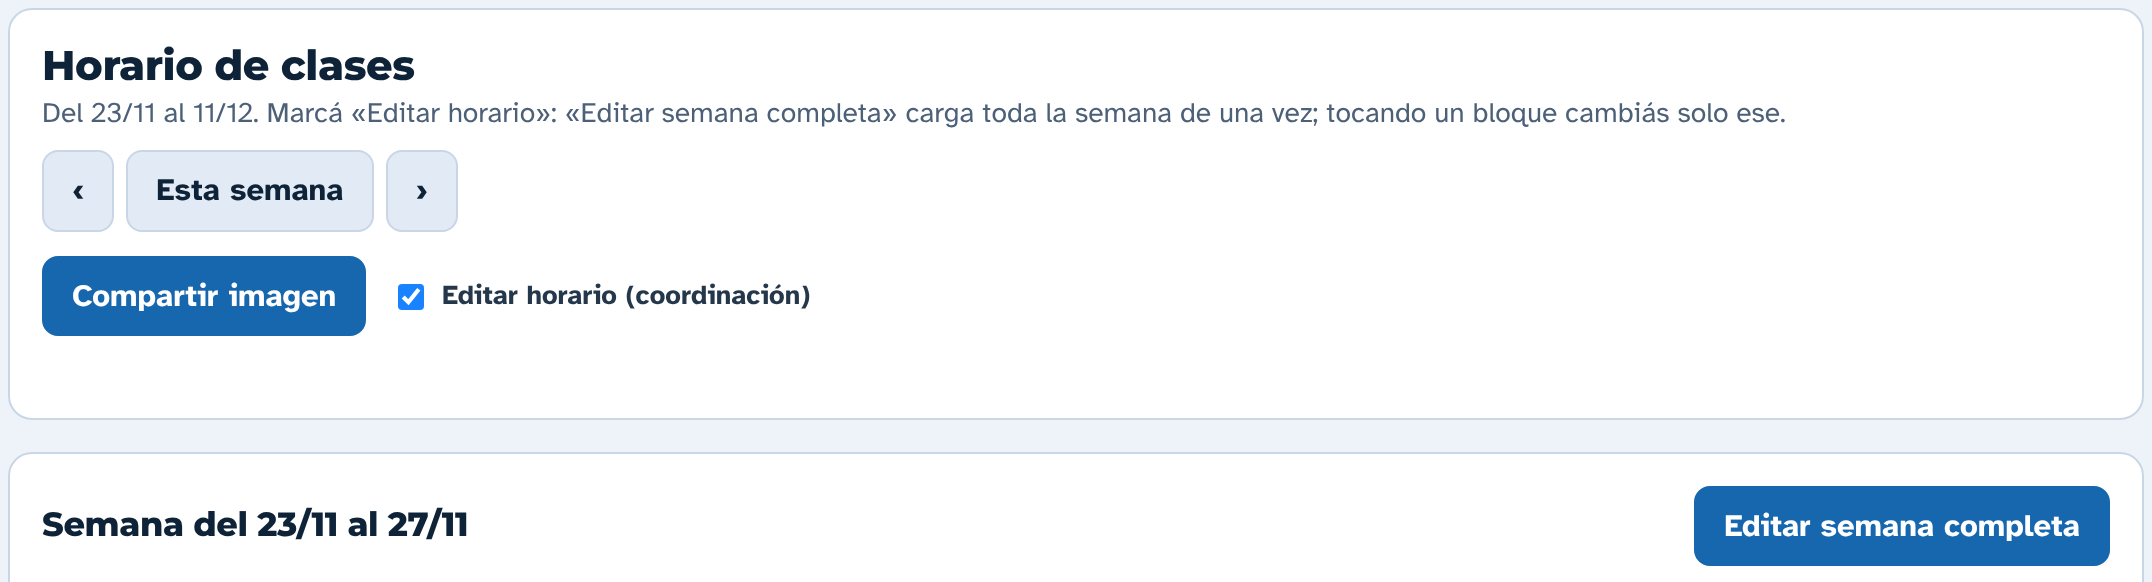 Horario de clases
Del 23/11 al 11/12. Marcá «Editar horario»: «Editar semana completa» carga toda la semana de una vez; tocando un bloque cambiás solo ese.
‹ Esta semana ›
Compartir imagen Editar horario (coordinación)
Semana del 23/11 al 27/11 Editar semana completa